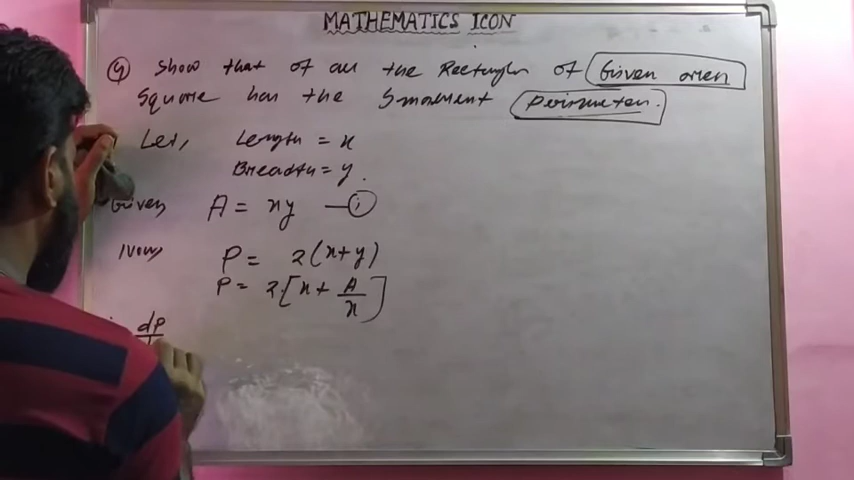 MATHEMATICS ICON
Q Show that of all the Rectangles of Given area
Square has the Smallest perimeter.
Let, Length = x
Breadth = y.
Given A = xy — i
Now P = 2(x+y)
P = 2[x + A/x]
dP